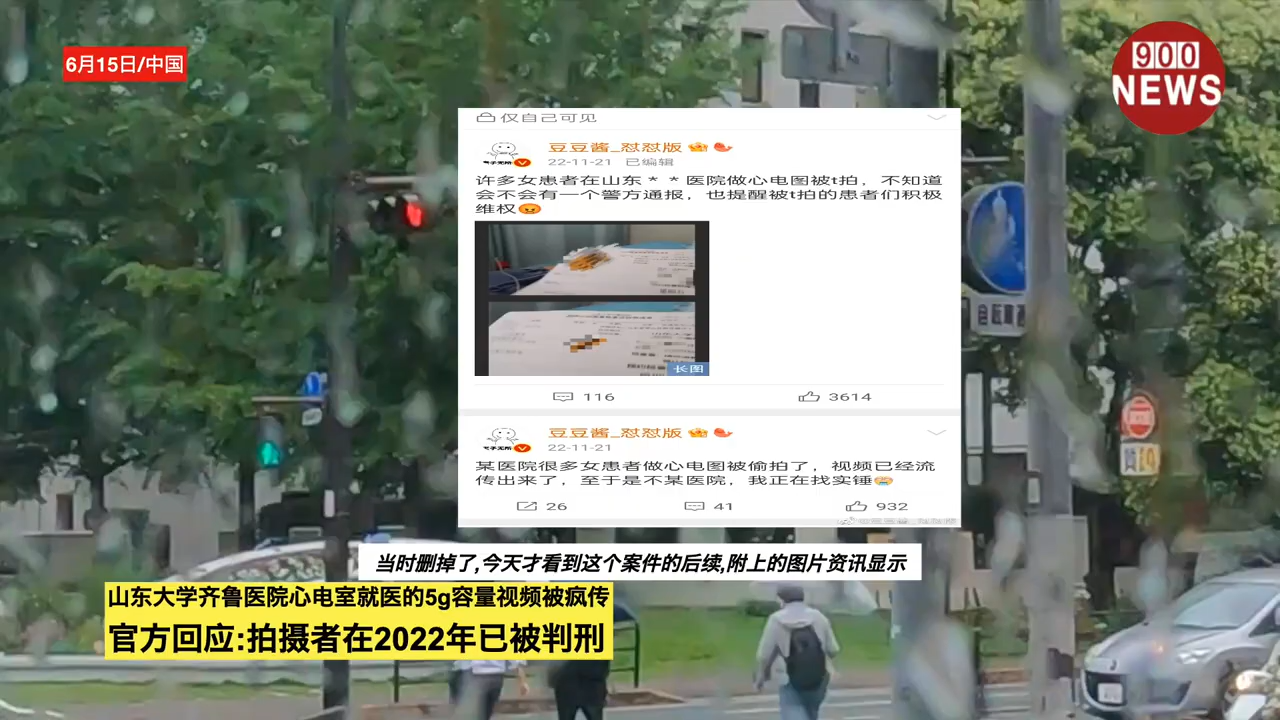 6月15日/中国
900
NEWS
仅自己可见
豆豆酱_怼怼版
22-11-21 已编辑
许多女患者在山东＊＊医院做心电图被t拍，不知道
会不会有一个警方通报，也提醒被t拍的患者们积极
维权😡
长图
116
3614
豆豆酱_怼怼版
22-11-21
某医院很多女患者做心电图被偷拍了，视频已经流
传出来了，至于是不某医院，我正在找实锤😭
26
41
932
当时删掉了,今天才看到这个案件的后续,附上的图片资讯显示
山东大学齐鲁医院心电室就医的5g容量视频被疯传
官方回应:拍摄者在2022年已被判刑